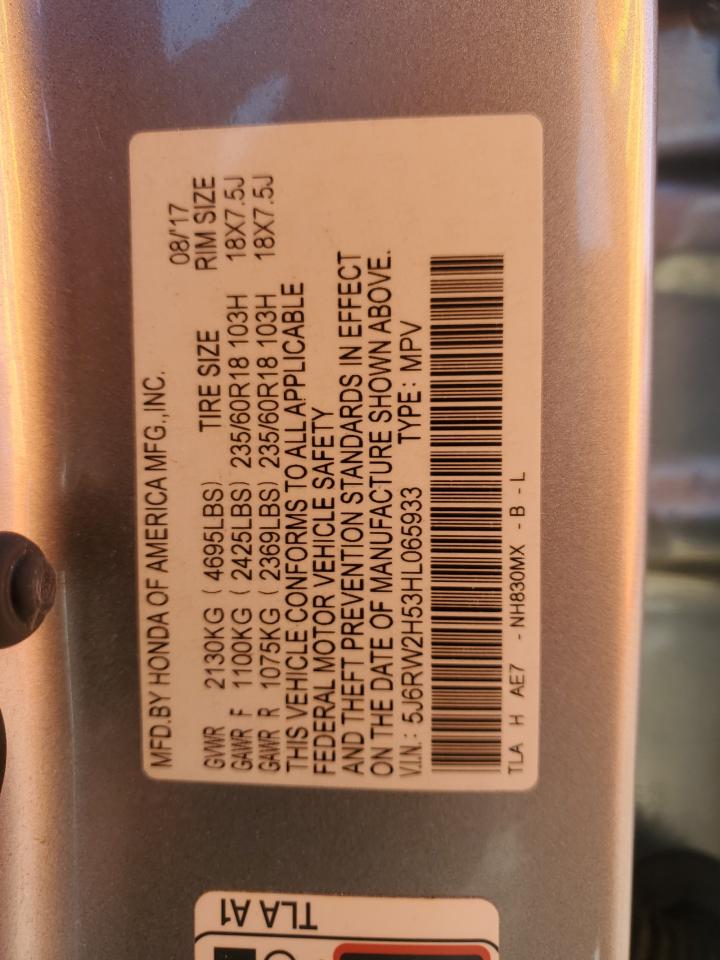 MFD.BY HONDA OF AMERICA MFG.,INC.
08/'17
TIRE SIZE RIM SIZE
GVWR 2130KG ( 4695LBS)
GAWR F 1100KG ( 2425LBS) 235/60R18 103H 18X7.5J
GAWR R 1075KG ( 2369LBS) 235/60R18 103H 18X7.5J
THIS VEHICLE CONFORMS TO ALL APPLICABLE
FEDERAL MOTOR VEHICLE SAFETY
AND THEFT PREVENTION STANDARDS IN EFFECT
ON THE DATE OF MANUFACTURE SHOWN ABOVE.
V.I.N.: 5J6RW2H53HL065933 TYPE: MPV
TLA H AE7 - NH830MX - B - L
TLA A1